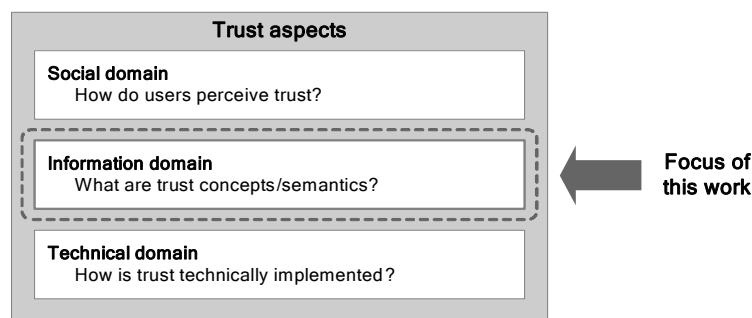 Trust aspects
Social domain
How do users perceive trust?
Information domain
What are trust concepts/semantics?
Focus of
this work
Technical domain
How is trust technically implemented?